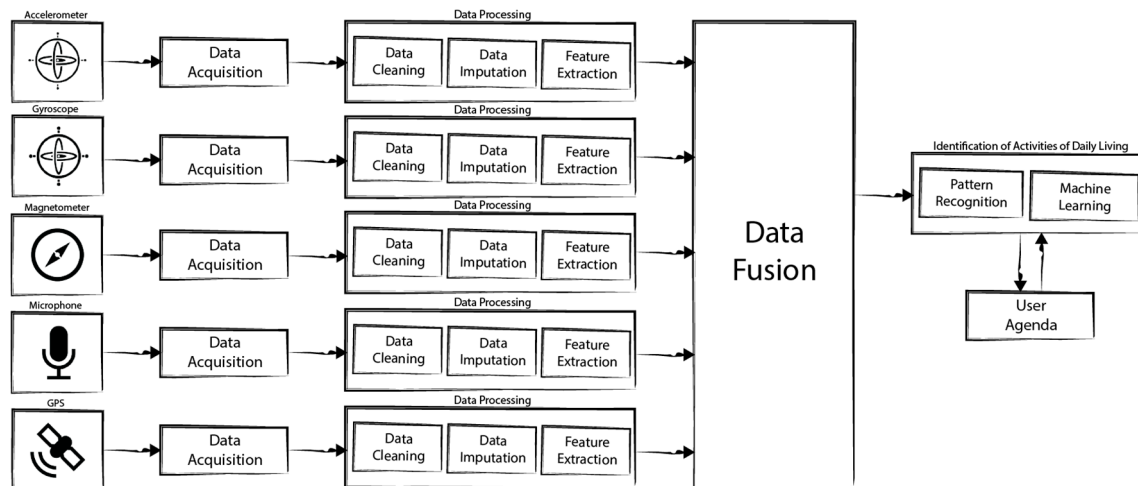 Accelerometer
Data
Acquisition
Data Processing
Data
Cleaning
Data
Imputation
Feature
Extraction
Gyroscope
Data
Acquisition
Data Processing
Data
Cleaning
Data
Imputation
Feature
Extraction
Magnetometer
Data
Acquisition
Data Processing
Data
Cleaning
Data
Imputation
Feature
Extraction
Microphone
Data
Acquisition
Data Processing
Data
Cleaning
Data
Imputation
Feature
Extraction
GPS
Data
Acquisition
Data Processing
Data
Cleaning
Data
Imputation
Feature
Extraction
Data
Fusion
Identification of Activities of Daily Living
Pattern
Recognition
Machine
Learning
User
Agenda